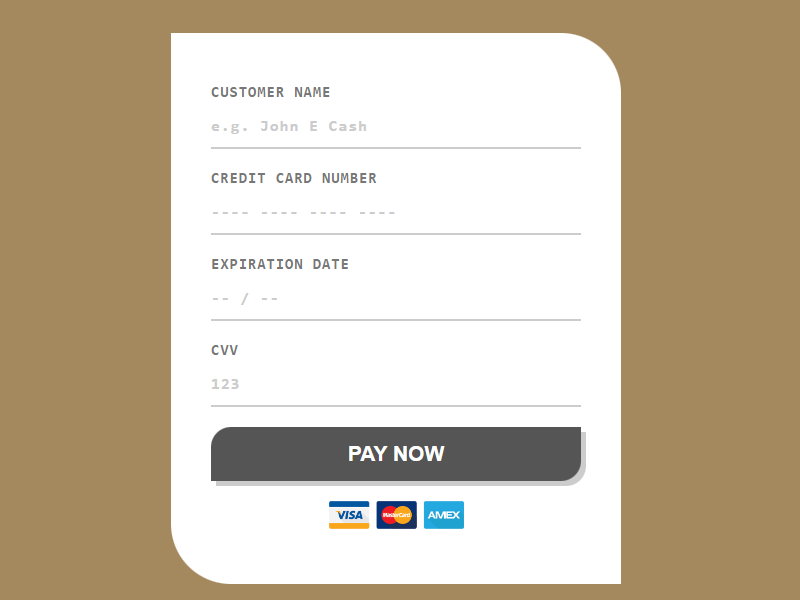 CUSTOMER NAME
e.g. John E Cash
CREDIT CARD NUMBER
---- ---- ---- ----
EXPIRATION DATE
-- / --
CVV
123
PAY NOW
VISA MasterCard AMEX